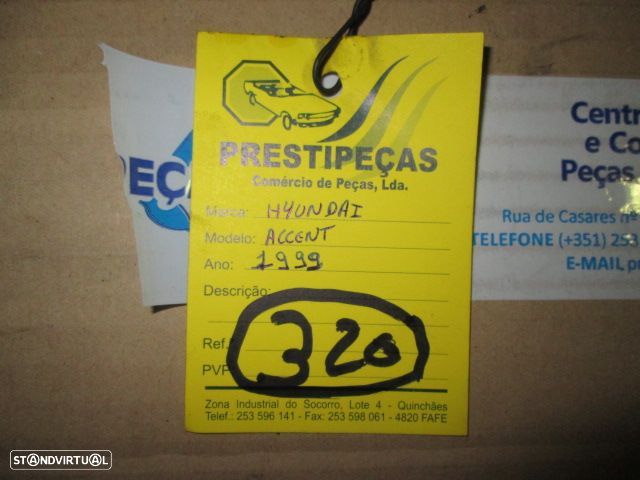 PRESTIPEÇAS
Comércio de Peças, Lda.
Marca: HYUNDAI
Modelo: ACCENT
Ano: 1999
Descrição:
Ref.
PVP
320
Zona Industrial do Socorro, Lote 4 - Quinchães
Telef.: 253 596 141 - Fax: 253 598 061 - 4820 FAFE
PEÇA
Centr
e Co
Peças.
Rua de Casares nº
TELEFONE (+351) 253
E-MAIL p
STANDVIRTUAL